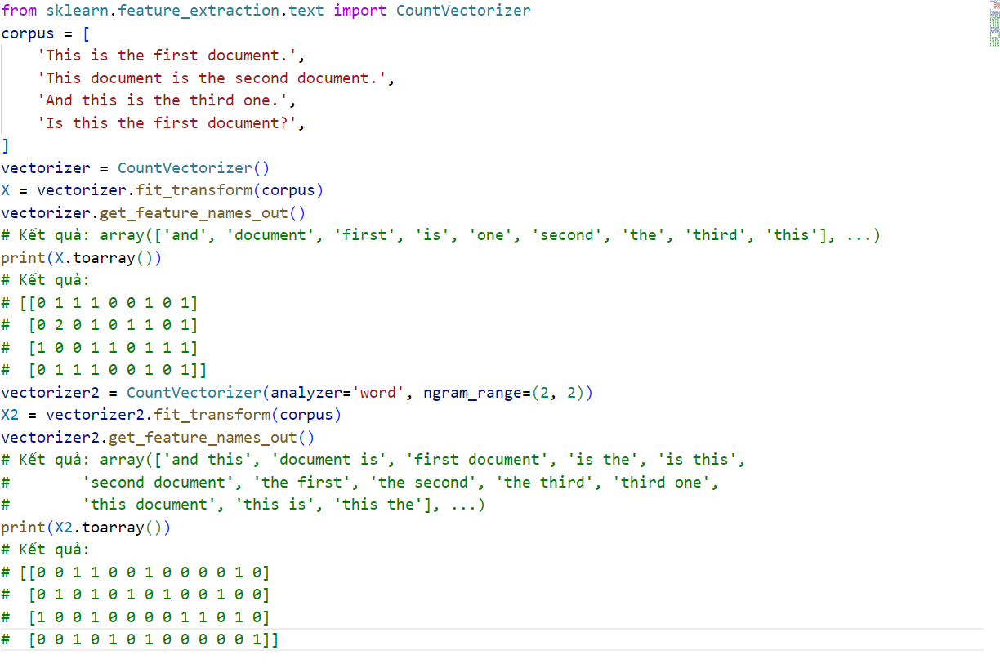 from sklearn.feature_extraction.text import CountVectorizer
corpus = [
    'This is the first document.',
    'This document is the second document.',
    'And this is the third one.',
    'Is this the first document?',
]
vectorizer = CountVectorizer()
X = vectorizer.fit_transform(corpus)
vectorizer.get_feature_names_out()
# Kết quả: array(['and', 'document', 'first', 'is', 'one', 'second', 'the', 'third', 'this'], ...)
print(X.toarray())
# Kết quả:
# [[0 1 1 1 0 0 1 0 1]
#  [0 2 0 1 0 1 1 0 1]
#  [1 0 0 1 1 0 1 1 1]
#  [0 1 1 1 0 0 1 0 1]]
vectorizer2 = CountVectorizer(analyzer='word', ngram_range=(2, 2))
X2 = vectorizer2.fit_transform(corpus)
vectorizer2.get_feature_names_out()
# Kết quả: array(['and this', 'document is', 'first document', 'is the', 'is this',
#        'second document', 'the first', 'the second', 'the third', 'third one',
#        'this document', 'this is', 'this the'], ...)
print(X2.toarray())
# Kết quả:
# [[0 0 1 1 0 0 1 0 0 0 0 1 0]
#  [0 1 0 1 0 1 0 1 0 0 1 0 0]
#  [1 0 0 1 0 0 0 0 1 1 0 1 0]
#  [0 0 1 0 1 0 1 0 0 0 0 0 1]]